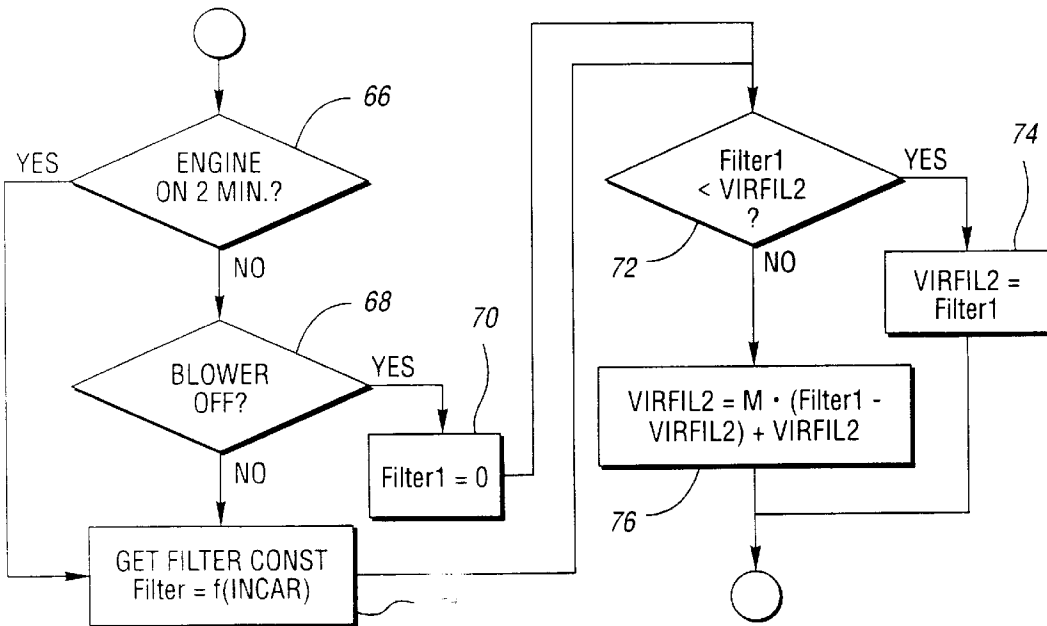 66
YES
ENGINE
ON 2 MIN.?
NO
68
BLOWER
OFF?
YES
70
NO
Filter1 = 0
GET FILTER CONST
Filter = f(INCAR)
Filter1
< VIRFIL2
?
YES
74
72
NO
VIRFIL2 =
Filter1
VIRFIL2 = M · (Filter1 -
VIRFIL2) + VIRFIL2
76